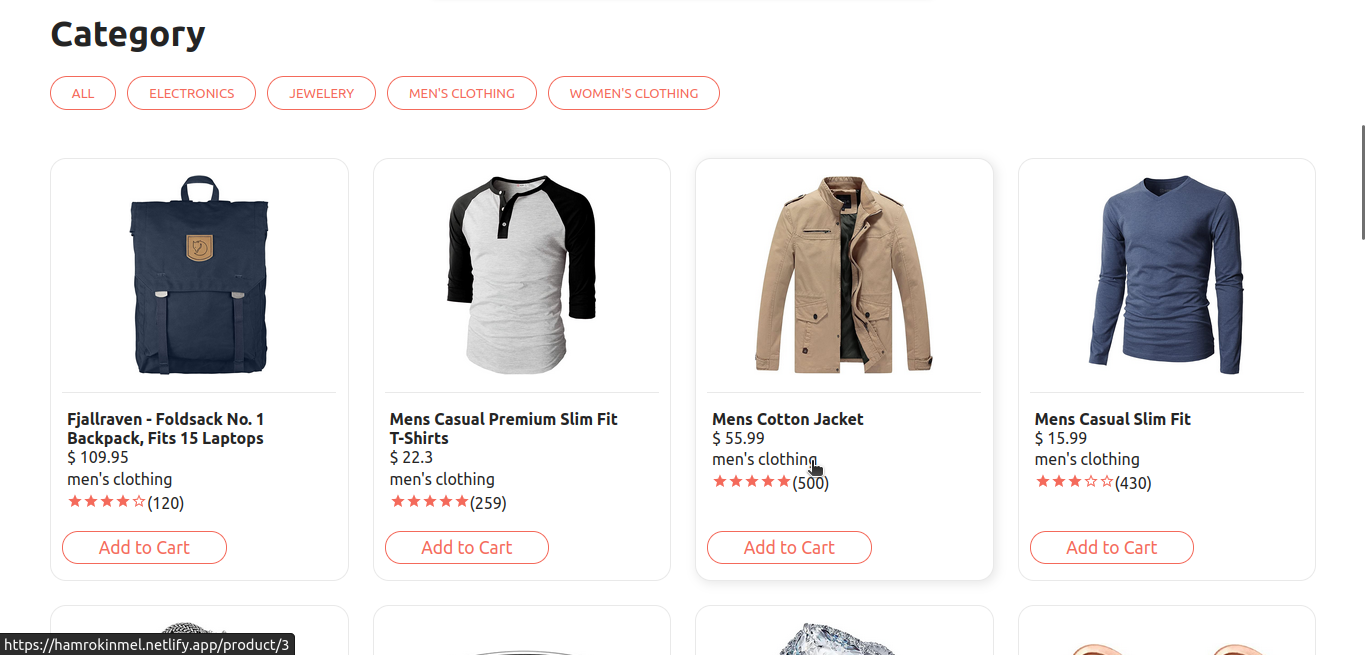 Category
ALL
ELECTRONICS
JEWELERY
MEN'S CLOTHING
WOMEN'S CLOTHING
Fjallraven - Foldsack No. 1
Backpack, Fits 15 Laptops
$ 109.95
men's clothing
(120)
Add to Cart
Mens Casual Premium Slim Fit
T-Shirts
$ 22.3
men's clothing
(259)
Add to Cart
Mens Cotton Jacket
$ 55.99
men's clothing
(500)
Add to Cart
Mens Casual Slim Fit
$ 15.99
men's clothing
(430)
Add to Cart
https://hamrokinmel.netlify.app/product/3